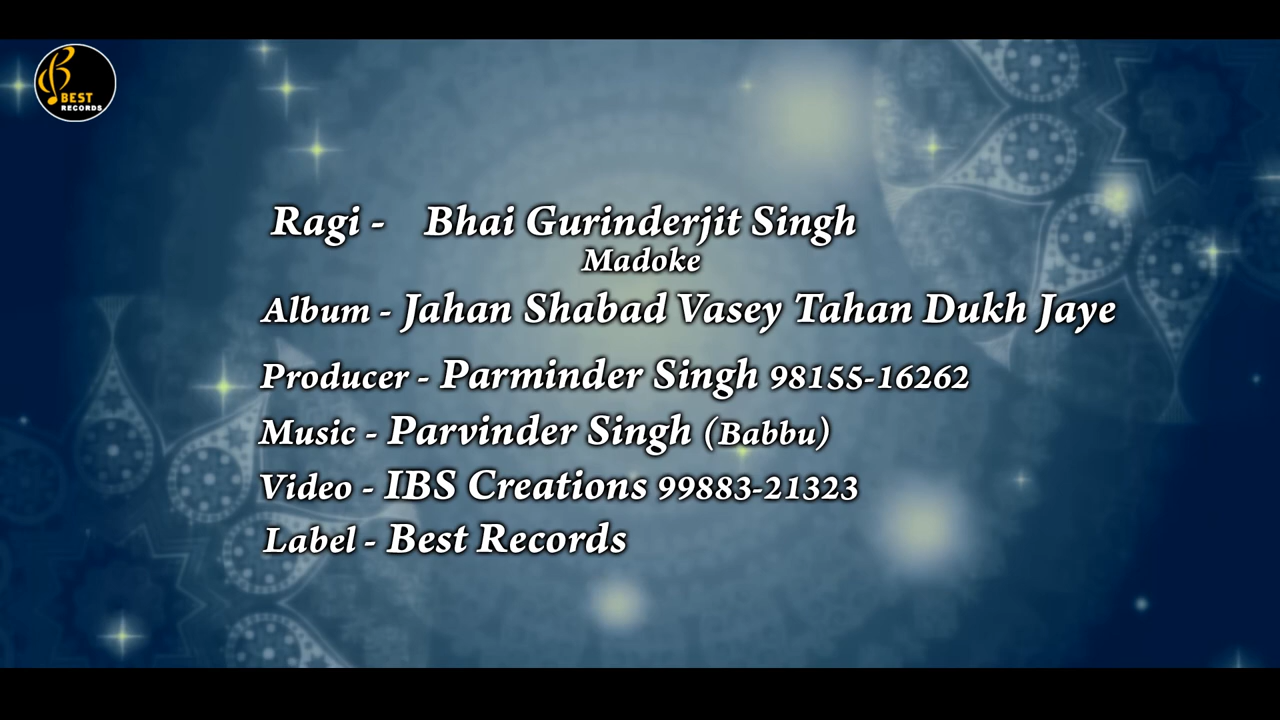 BEST
RECORDS
Ragi - Bhai Gurinderjit Singh
Madoke
Album - Jahan Shabad Vasey Tahan Dukh Jaye
Producer - Parminder Singh 98155-16262
Music - Parvinder Singh (Babbu)
Video - IBS Creations 99883-21323
Label - Best Records